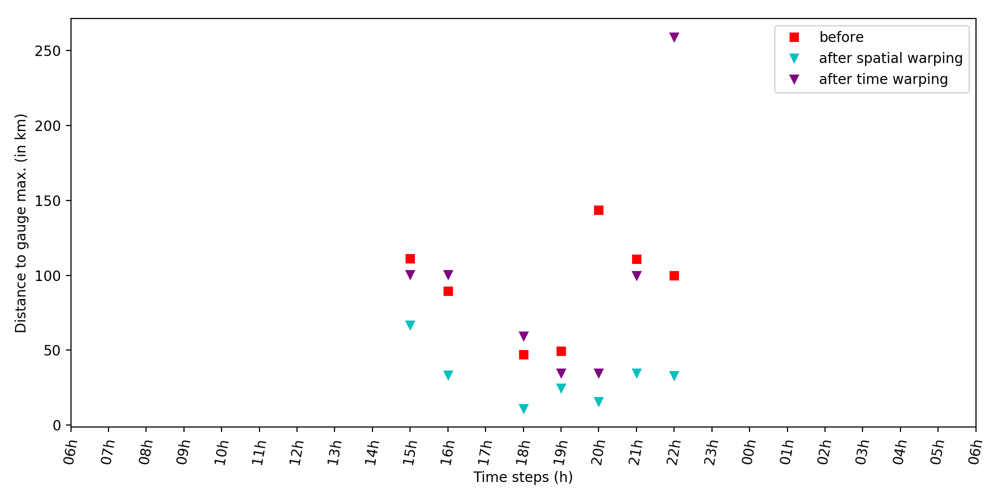 before
after spatial warping
after time warping
Distance to gauge max. (in km)
250
200
150
100
50
0
06h 07h 08h 09h 10h 11h 12h 13h 14h 15h 16h 17h 18h 19h 20h 21h 22h 23h 00h 01h 02h 03h 04h 05h 06h
Time steps (h)